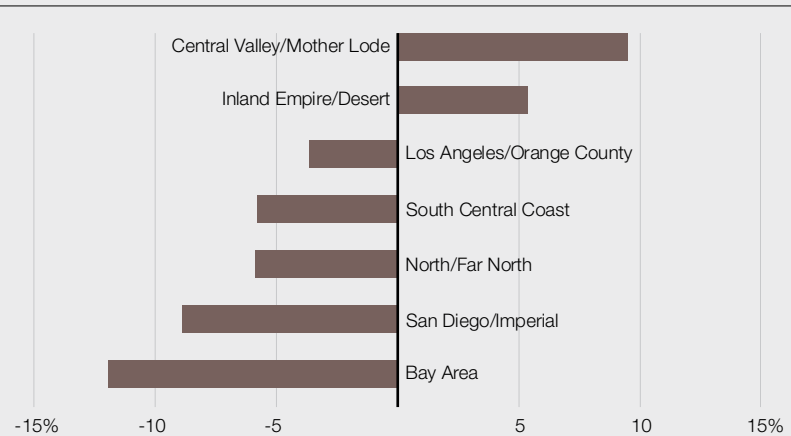 Central Valley/Mother Lode
Inland Empire/Desert
Los Angeles/Orange County
South Central Coast
North/Far North
San Diego/Imperial
Bay Area
-15% -10 -5 5 10 15%